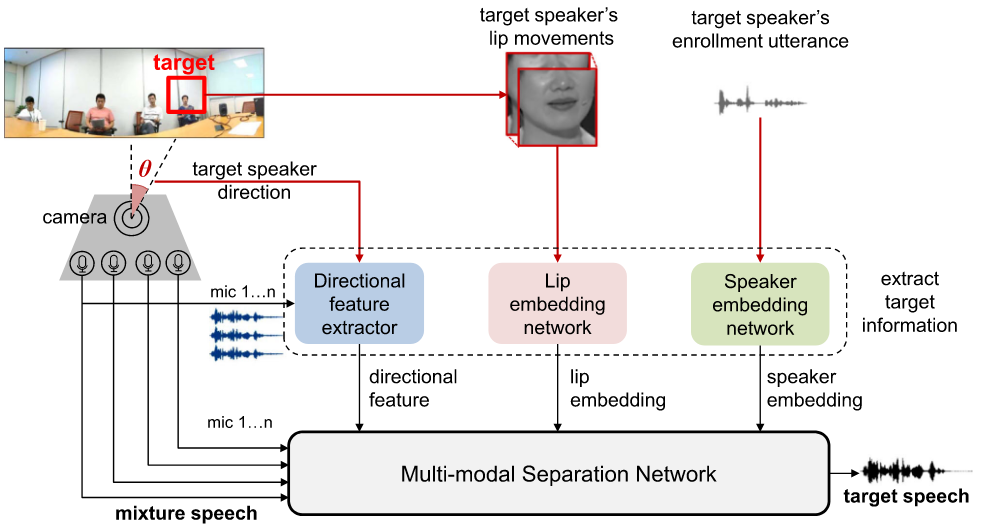 target speaker's
lip movements
target speaker's
enrollment utterance
target
θ
target speaker
direction
camera
mic 1...n
Directional
feature
extractor
Lip
embedding
network
Speaker
embedding
network
extract
target
information
directional
feature
lip
embedding
speaker
embedding
mic 1...n
Multi-modal Separation Network
mixture speech
target speech